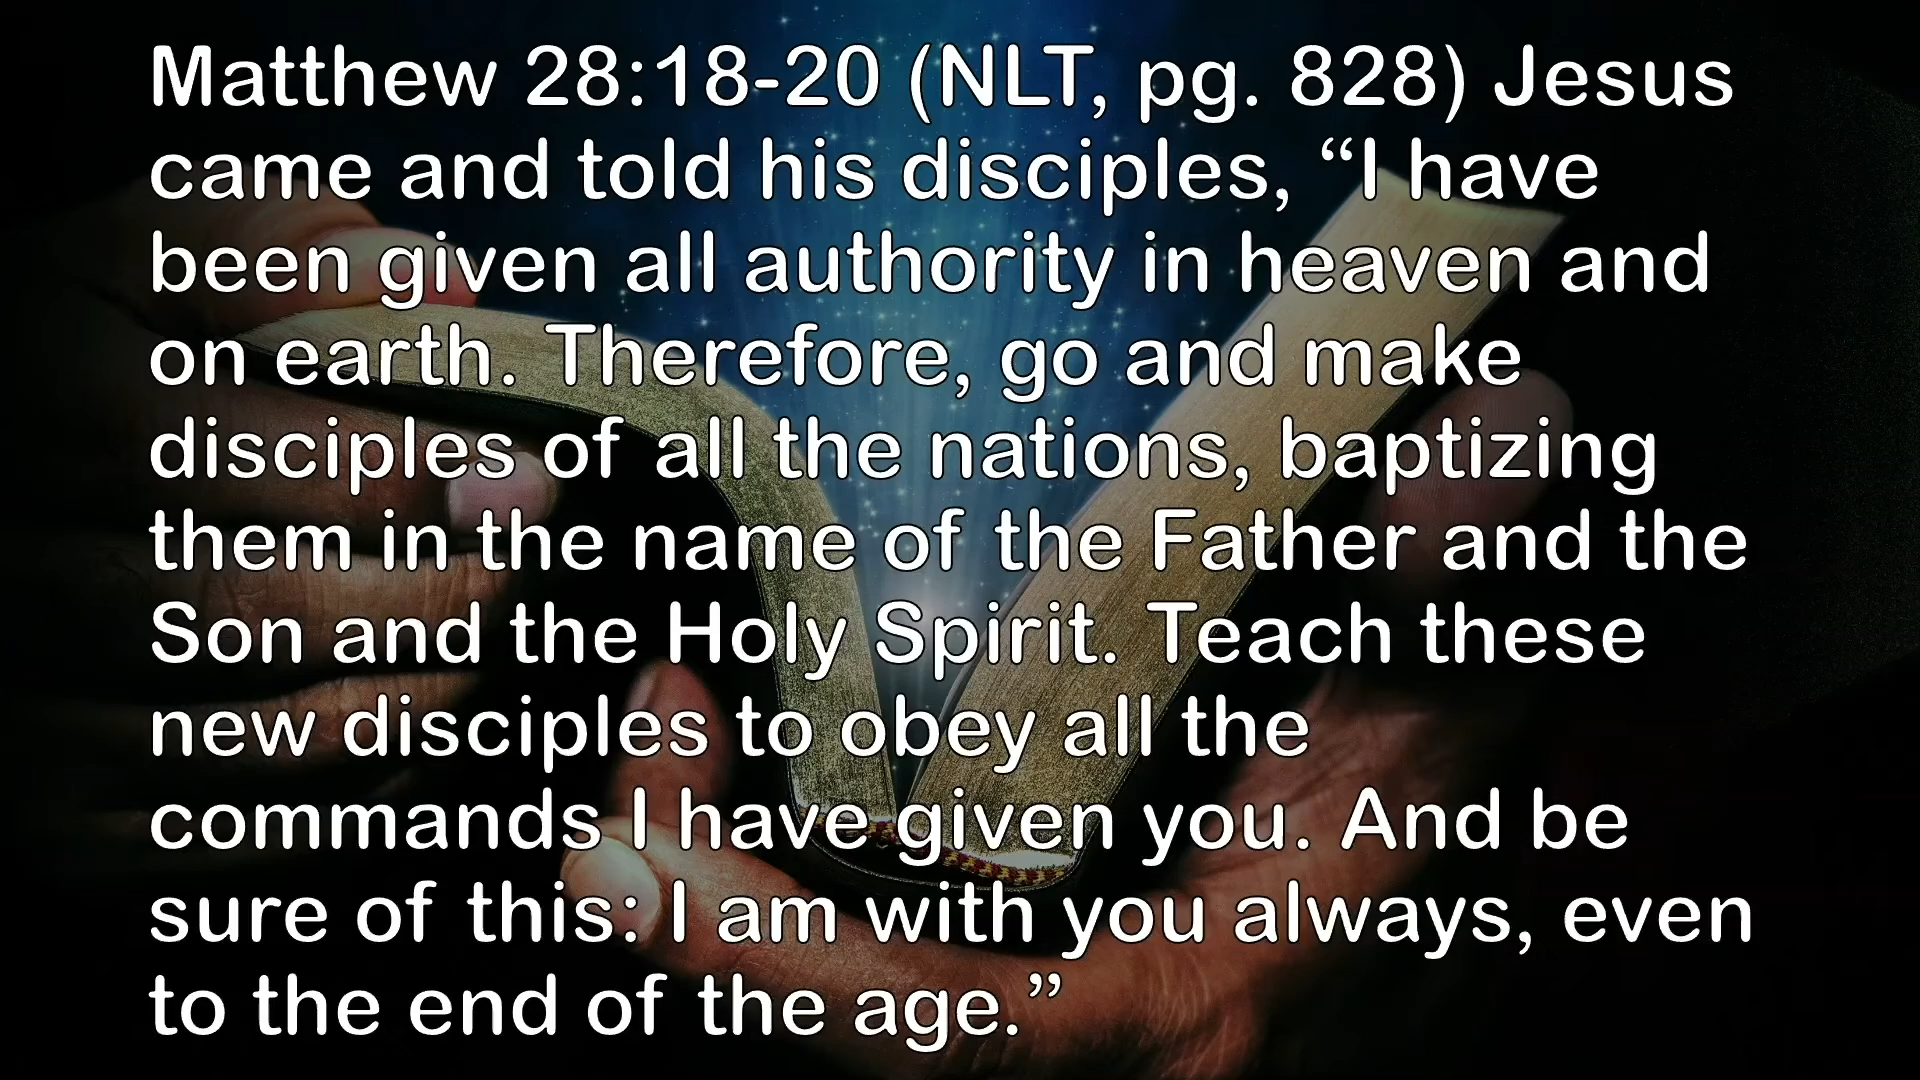 Matthew 28:18-20 (NLT, pg. 828) Jesus
came and told his disciples, “I have
been given all authority in heaven and
on earth. Therefore, go and make
disciples of all the nations, baptizing
them in the name of the Father and the
Son and the Holy Spirit. Teach these
new disciples to obey all the
commands I have given you. And be
sure of this: I am with you always, even
to the end of the age.”